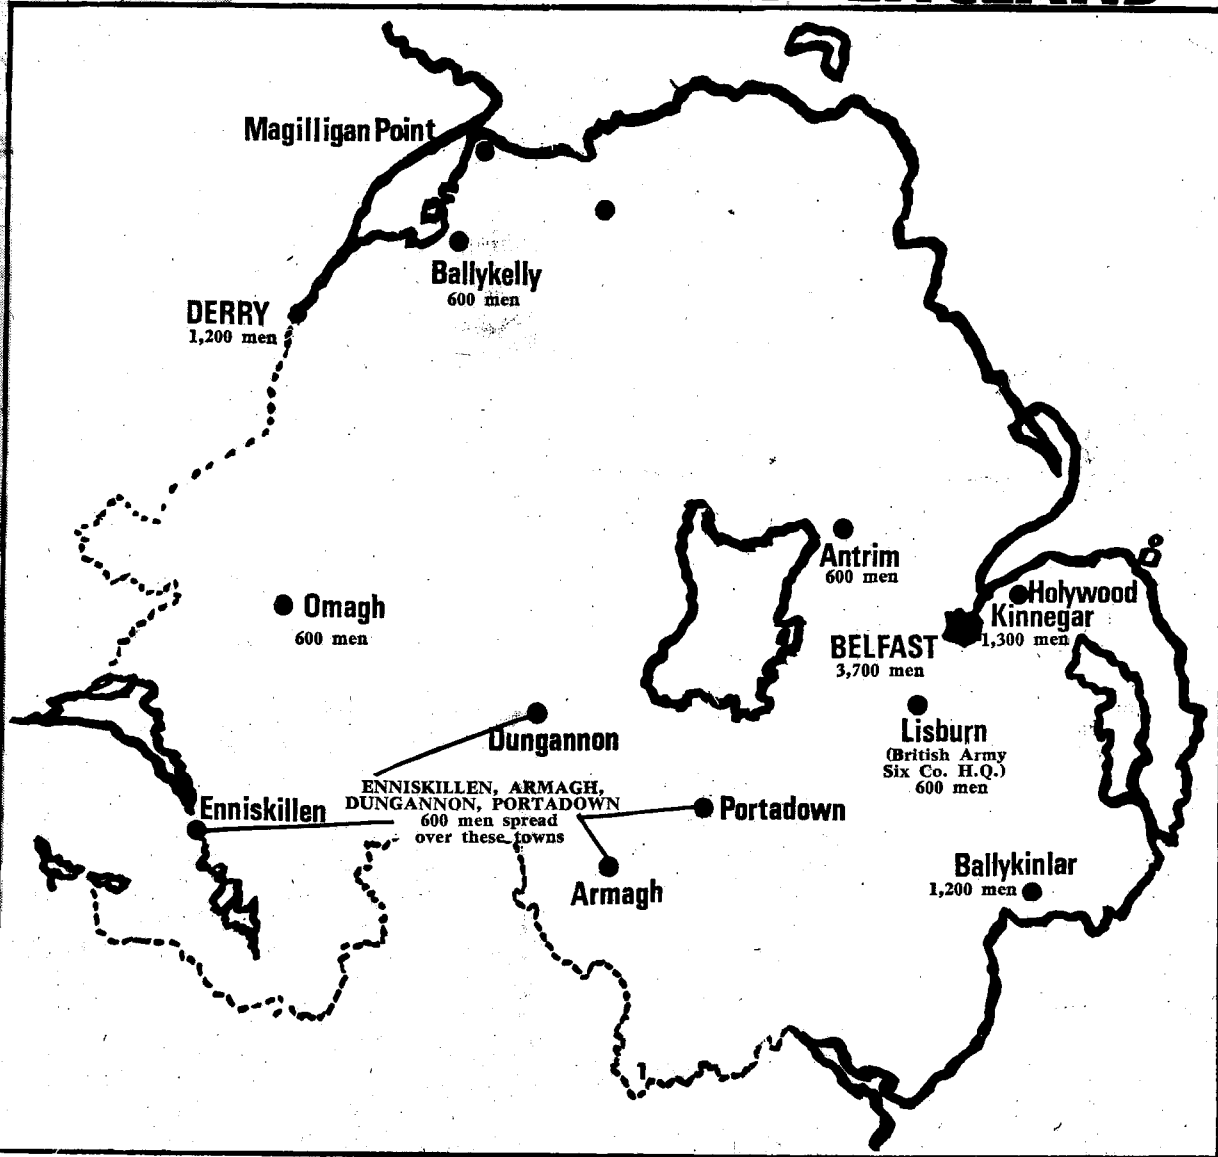 ENGLAND
Magilligan Point
Ballykelly
600 men
DERRY
1,200 men
Antrim
600 men
Omagh
600 men
Holywood
Kinnegar
1,300 men
BELFAST
3,700 men
Lisburn
(British Army
Six Co. H.Q.)
600 men
Dungannon
ENNISKILLEN, ARMAGH,
DUNGANNON, PORTADOWN
600 men spread
over these towns
Enniskillen
Portadown
Armagh
Ballykinlar
1,200 men